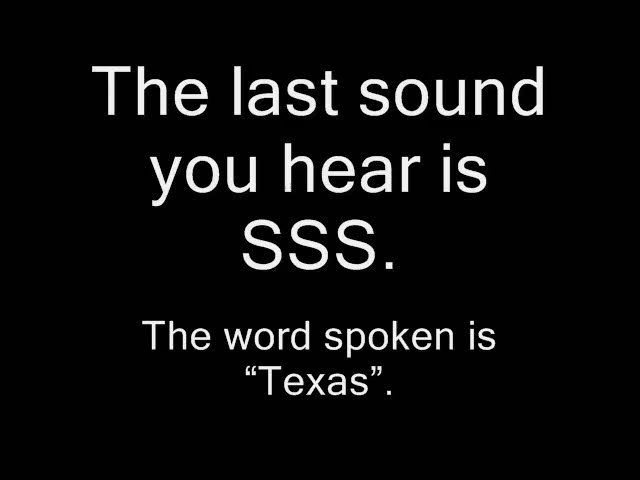 The last sound
you hear is
SSS.
The word spoken is
“Texas”.